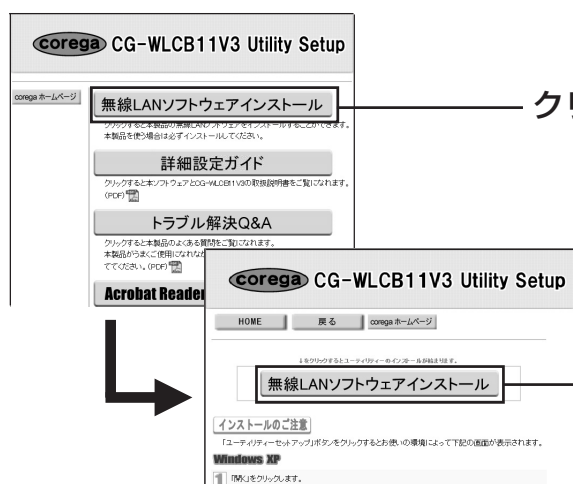 corega CG-WLCB11V3 Utility Setup
corega ホームページ
無線LANソフトウェアインストール
クリックすると本製品の無線LANソフトウェアをインストールすることができます。
本製品を使う場合は必ずインストールしてください。
詳細設定ガイド
クリックすると本ソフトウェアとCG-WLCB11V3の取扱説明書をご覧になれます。
(PDF)
トラブル解決Q&A
クリックすると本製品のよくある質問をご覧になれます。
本製品がうまくご使用になれな
ててください。(PDF)
Acrobat Reader
ク
corega CG-WLCB11V3 Utility Setup
HOME 戻る corega ホームページ
↓をクリックするとユーティリティーのインストールが始まります。
無線LANソフトウェアインストール
インストールのご注意
「ユーティリティーセットアップ」ボタンをクリックするとお使いの環境によって下記の画面が表示されます。
Windows XP
1 「開く」をクリックします。